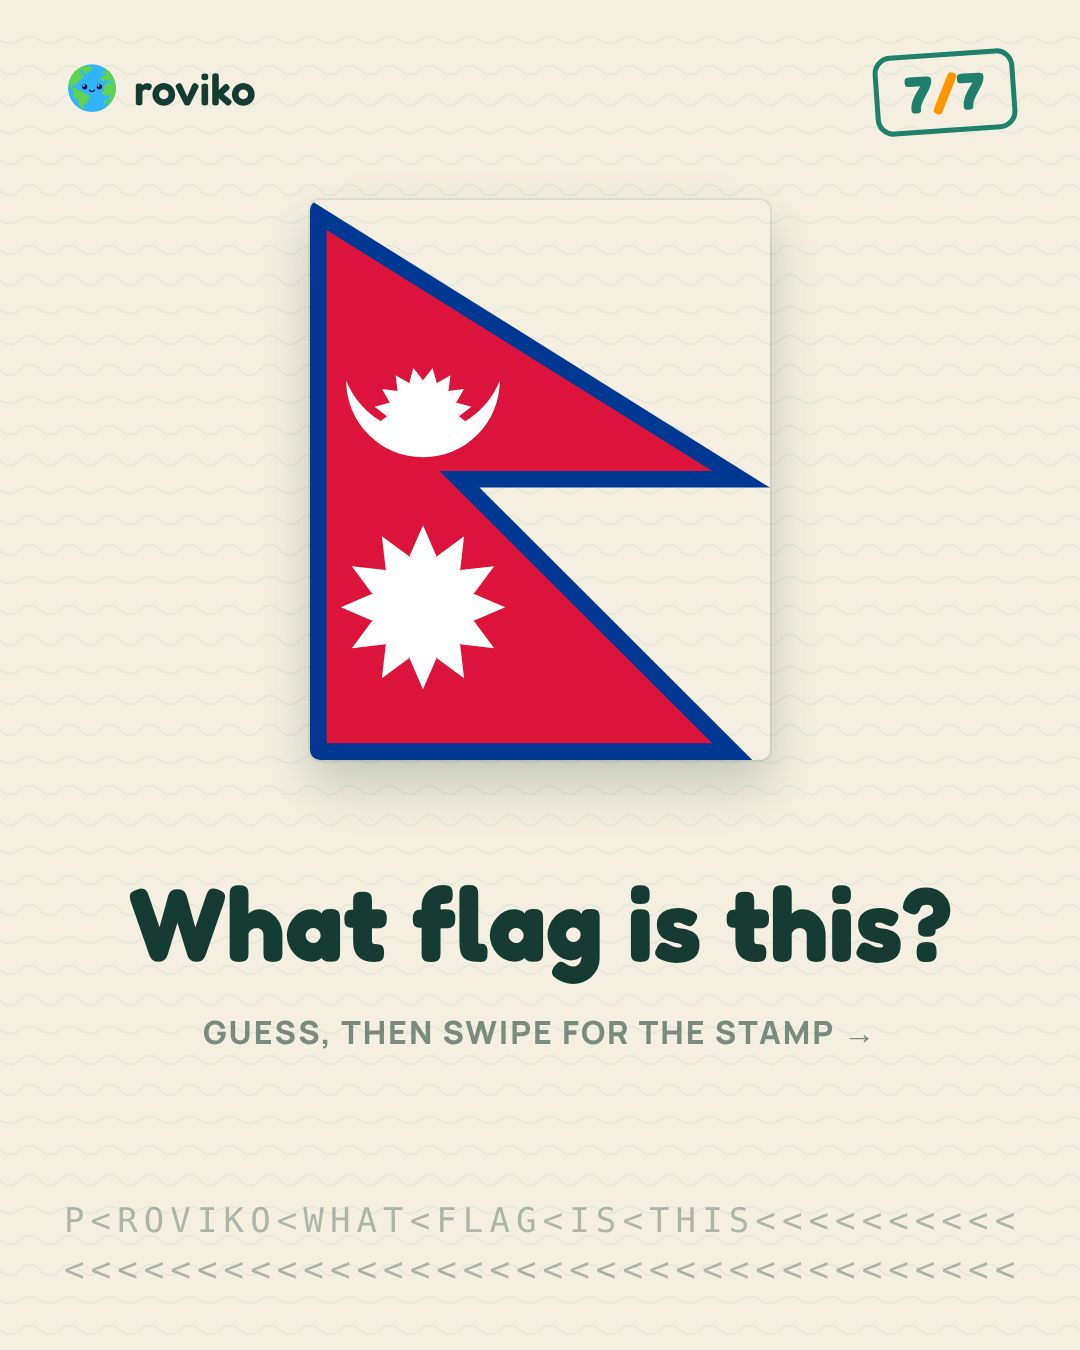 roviko
7/7
What flag is this?
GUESS, THEN SWIPE FOR THE STAMP →
P<ROVIKO<WHAT<FLAG<IS<THIS<<<<<<<<<<
<<<<<<<<<<<<<<<<<<<<<<<<<<<<<<<<<<<<